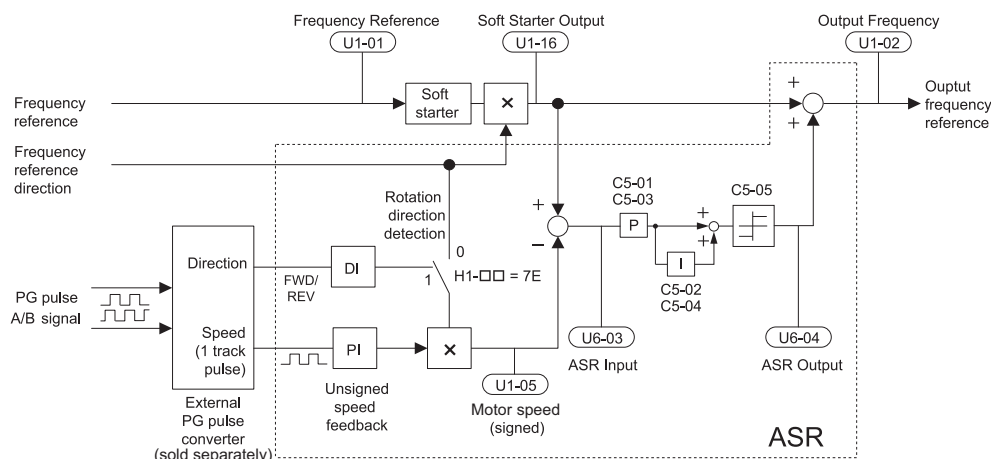 Frequency Reference
U1-01
Soft Starter Output
U1-16
Output Frequency
U1-02
Frequency
reference
Soft
starter
×
+
+
Ouptut
frequency
reference
Frequency
reference
direction
Rotation
direction
detection
0
1
H1-□□ = 7E
+
−
C5-01
C5-03
P
+
+
I
C5-02
C5-04
C5-05
PG pulse
A/B signal
Direction
Speed
(1 track
pulse)
External
PG pulse
converter
(sold separately)
FWD/
REV
DI
PI
Unsigned
speed
feedback
×
U1-05
Motor speed
(signed)
U6-03
ASR Input
U6-04
ASR Output
ASR